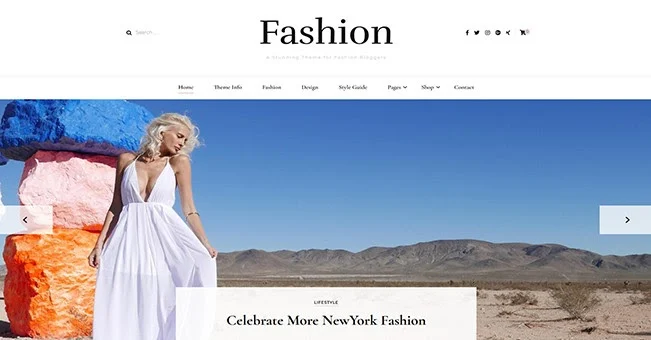 Search...
Fashion
A Stunning Theme for Fashion Bloggers
0
Home Theme Info Fashion Design Style Guide Pages Shop Contact
LIFESTYLE
Celebrate More NewYork Fashion